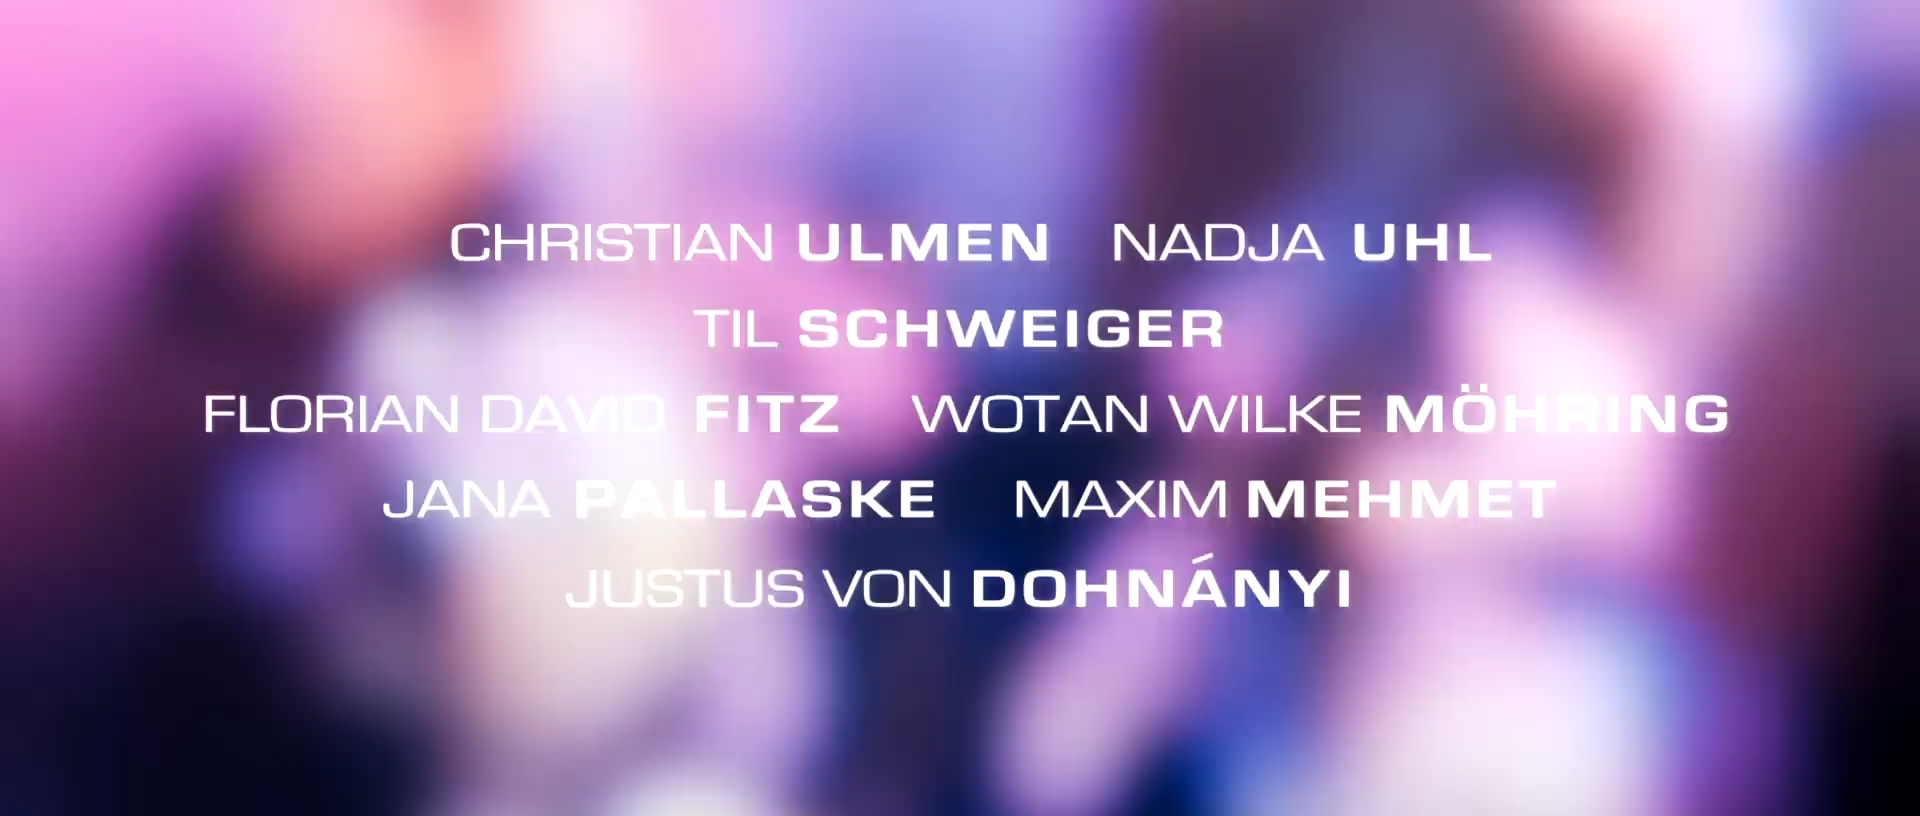 CHRISTIAN ULMEN NADJA UHL
TIL SCHWEIGER
FLORIAN DAVID FITZ WOTAN WILKE MÖHRING
JANA PALLASKE MAXIM MEHMET
JUSTUS VON DOHNÁNYI